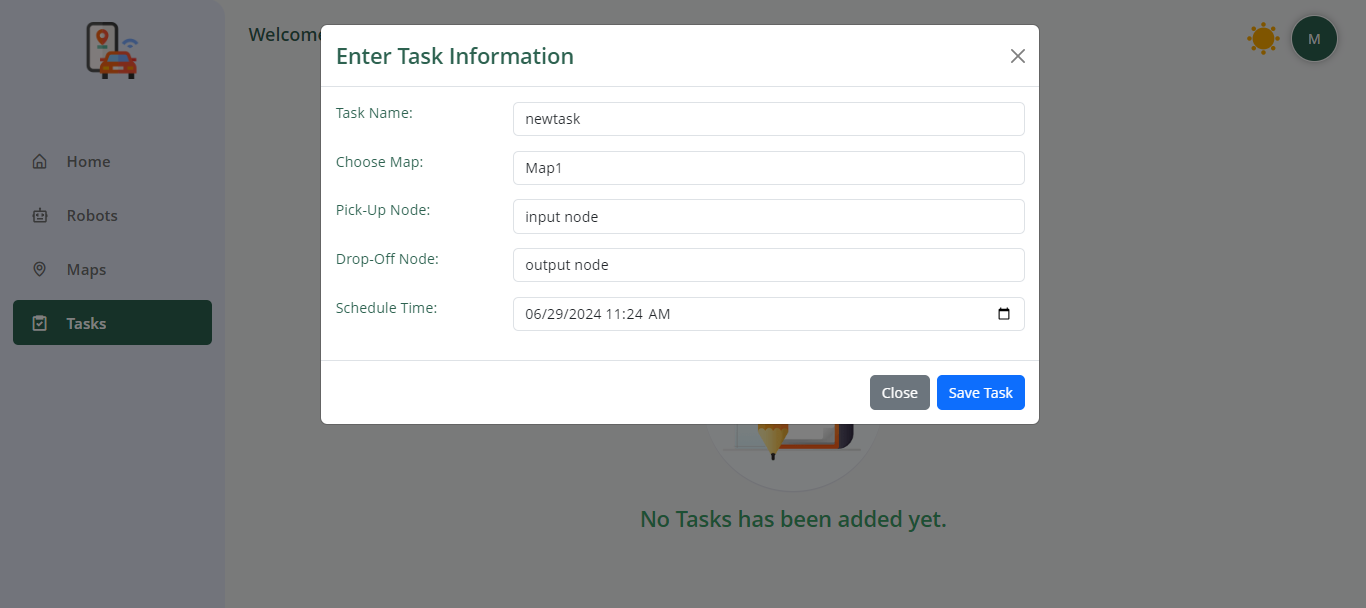 Welcome
M
Home
Robots
Maps
Tasks
Enter Task Information
Task Name:
newtask
Choose Map:
Map1
Pick-Up Node:
input node
Drop-Off Node:
output node
Schedule Time:
06/29/2024 11:24 AM
Close
Save Task
No Tasks has been added yet.